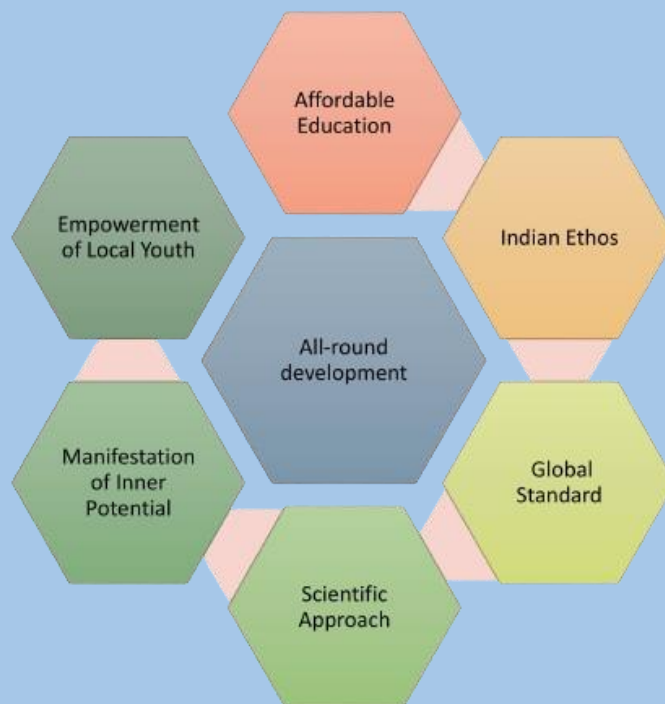 Affordable
Education
Indian Ethos
Global
Standard
Scientific
Approach
Manifestation
of Inner
Potential
Empowerment
of Local Youth
All-round
development